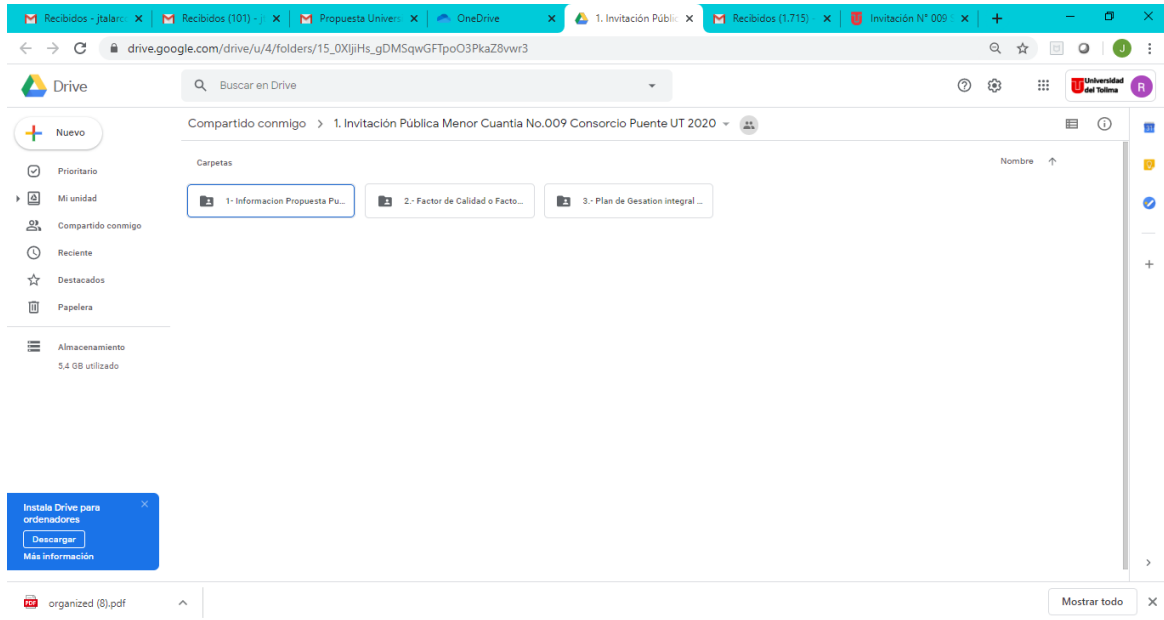 Recibidos - jtalarc
Recibidos (101) - j
Propuesta Univers
OneDrive
1. Invitación Públic
Recibidos (1.715) -
Invitación N° 009
drive.google.com/drive/u/4/folders/15_0XIjiHs_gDMSqwGFTpoO3PkaZ8vwr3
J
Drive
Buscar en Drive
Universidad
del Tolima
R
Nuevo
Compartido conmigo > 1. Invitación Pública Menor Cuantia No.009 Consorcio Puente UT 2020
31
Carpetas
Nombre
Prioritario
Mi unidad
Compartido conmigo
Reciente
Destacados
Papelera
1- Informacion Propuesta Pu...
2.- Factor de Calidad o Facto...
3.- Plan de Gesation integral ...
Almacenamiento
5,4 GB utilizado
Instala Drive para
ordenadores
Descargar
Más información
PDF
organized (8).pdf
Mostrar todo